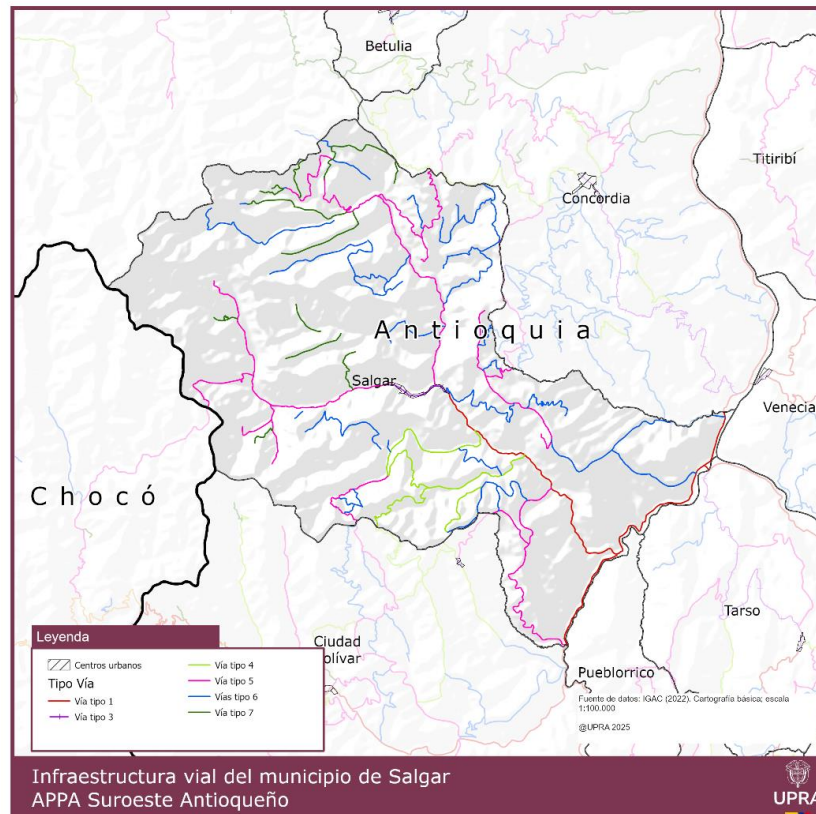 Betulia
Titiribí
Concordia
Antioquia
Salgar
Venecia
Chocó
Tarso
Ciudad
olívar
Pueblorrico
Leyenda
Centros urbanos
Tipo Vía
Vía tipo 1
Vía tipo 3
Vía tipo 4
Vía tipo 5
Vías tipo 6
Vía tipo 7
Fuente de datos: IGAC (2022). Cartografía básica; escala
1:100.000
@UPRA 2025
Infraestructura vial del municipio de Salgar
APPA Suroeste Antioqueño
UPRA